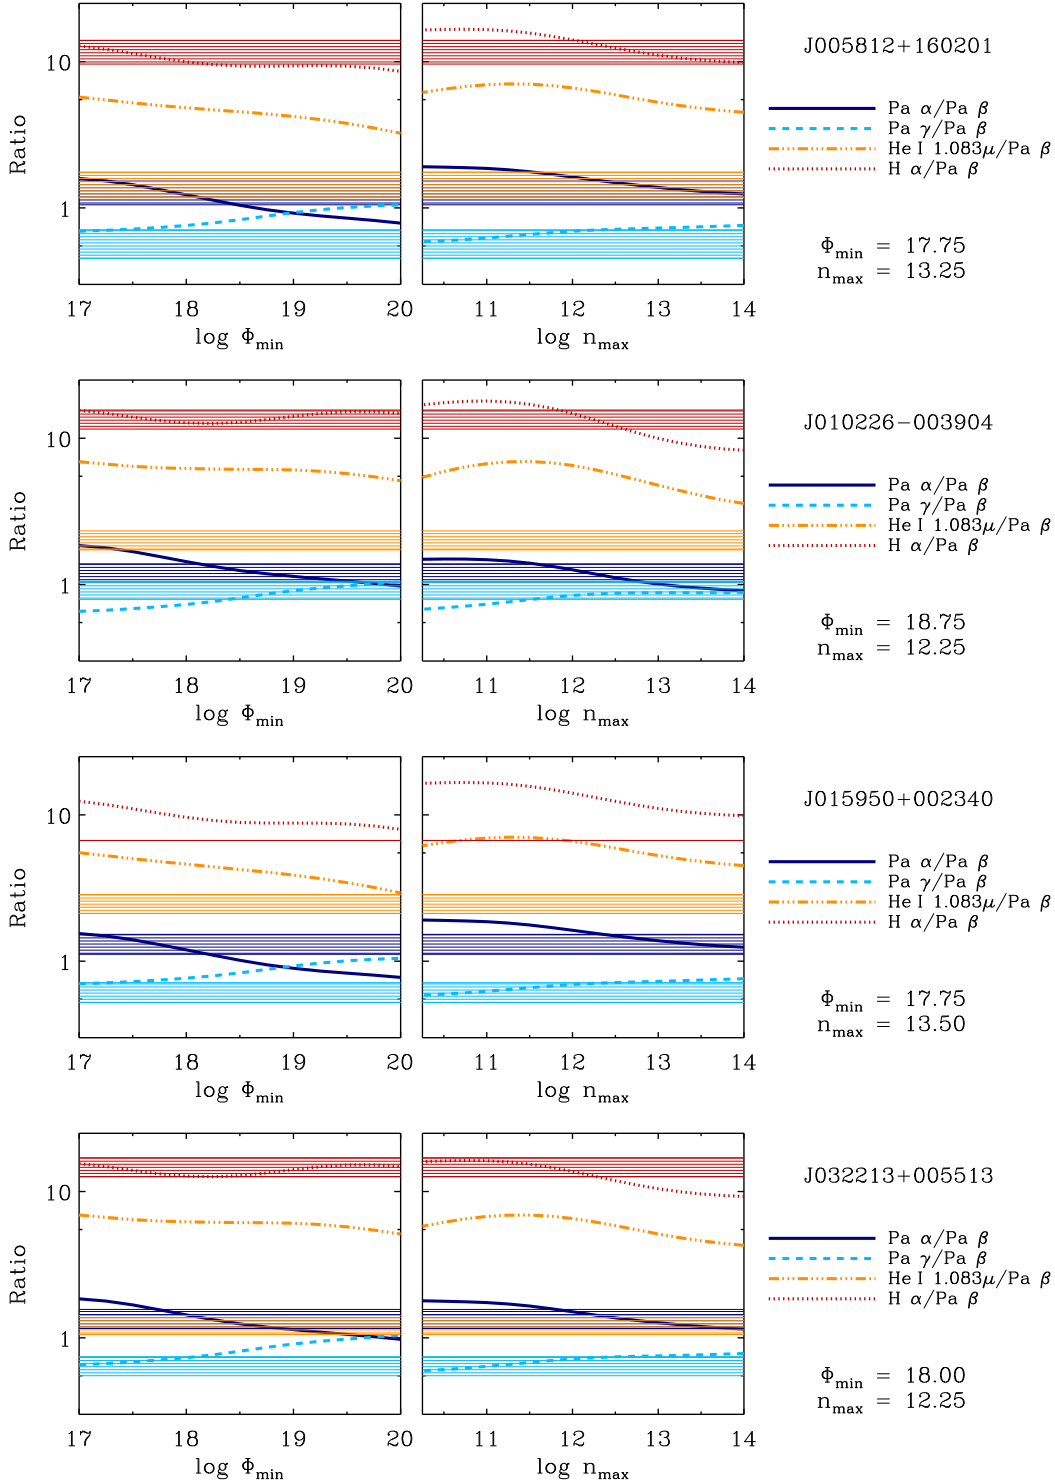 10
1
Ratio
17 18 19 20
log Φmin
11 12 13 14
log nmax
J005812+160201
Pa α/Pa β
Pa γ/Pa β
He I 1.083μ/Pa β
H α/Pa β
Φmin = 17.75
nmax = 13.25
10
1
Ratio
17 18 19 20
log Φmin
11 12 13 14
log nmax
J010226−003904
Pa α/Pa β
Pa γ/Pa β
He I 1.083μ/Pa β
H α/Pa β
Φmin = 18.75
nmax = 12.25
10
1
Ratio
17 18 19 20
log Φmin
11 12 13 14
log nmax
J015950+002340
Pa α/Pa β
Pa γ/Pa β
He I 1.083μ/Pa β
H α/Pa β
Φmin = 17.75
nmax = 13.50
10
1
Ratio
17 18 19 20
log Φmin
11 12 13 14
log nmax
J032213+005513
Pa α/Pa β
Pa γ/Pa β
He I 1.083μ/Pa β
H α/Pa β
Φmin = 18.00
nmax = 12.25